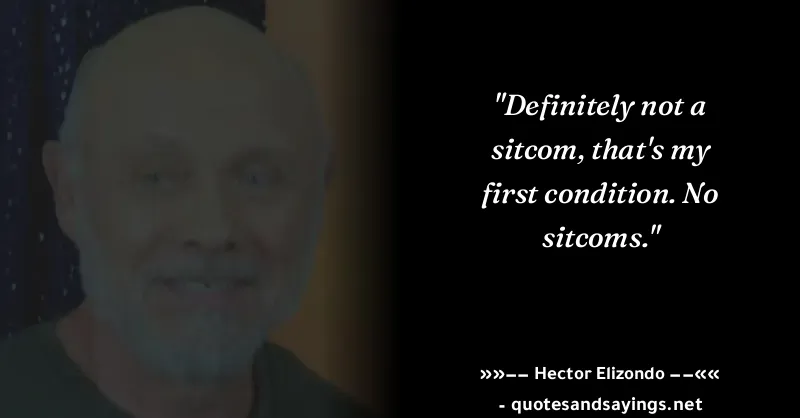 "Definitely not a
sitcom, that's my
first condition. No
sitcoms."
»»−− Hector Elizondo −−««
- quotesandsayings.net